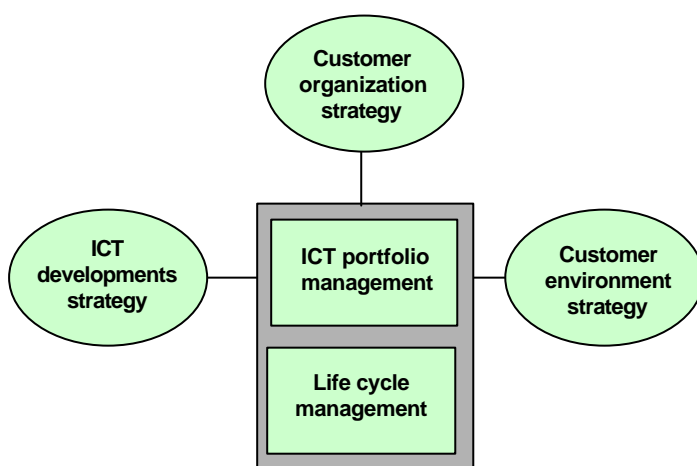 Customer
organization
strategy
ICT
developments
strategy
ICT portfolio
management
Customer
environment
strategy
Life cycle
management